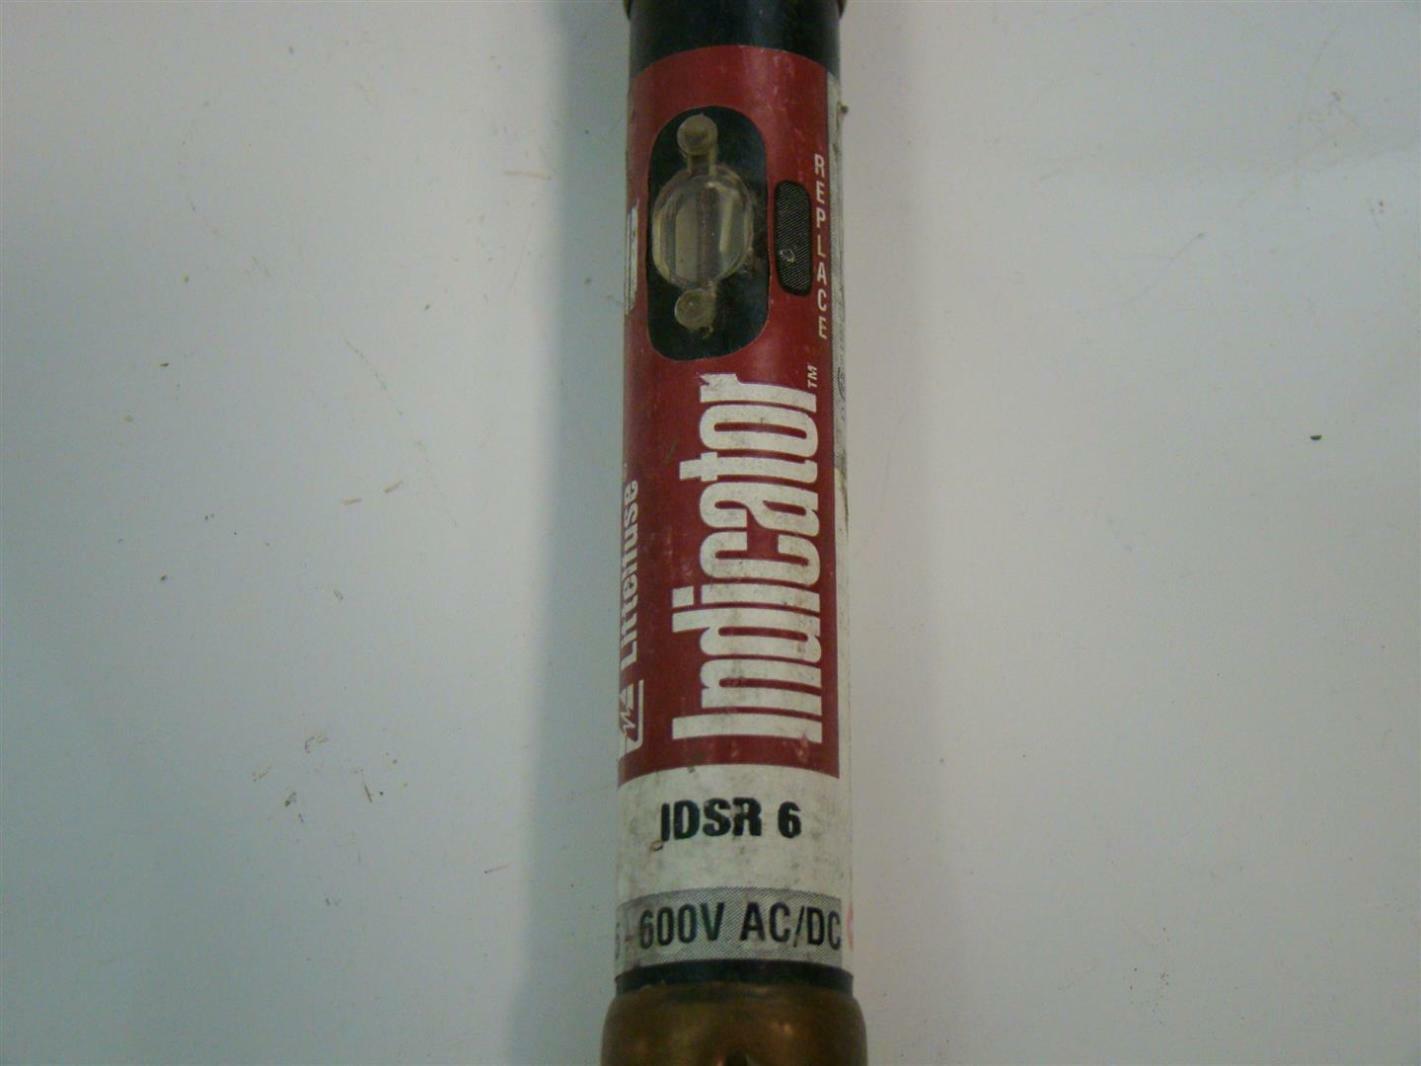 REPLACE
Littelfuse
Indicator™
IDSR 6
600V AC/DC